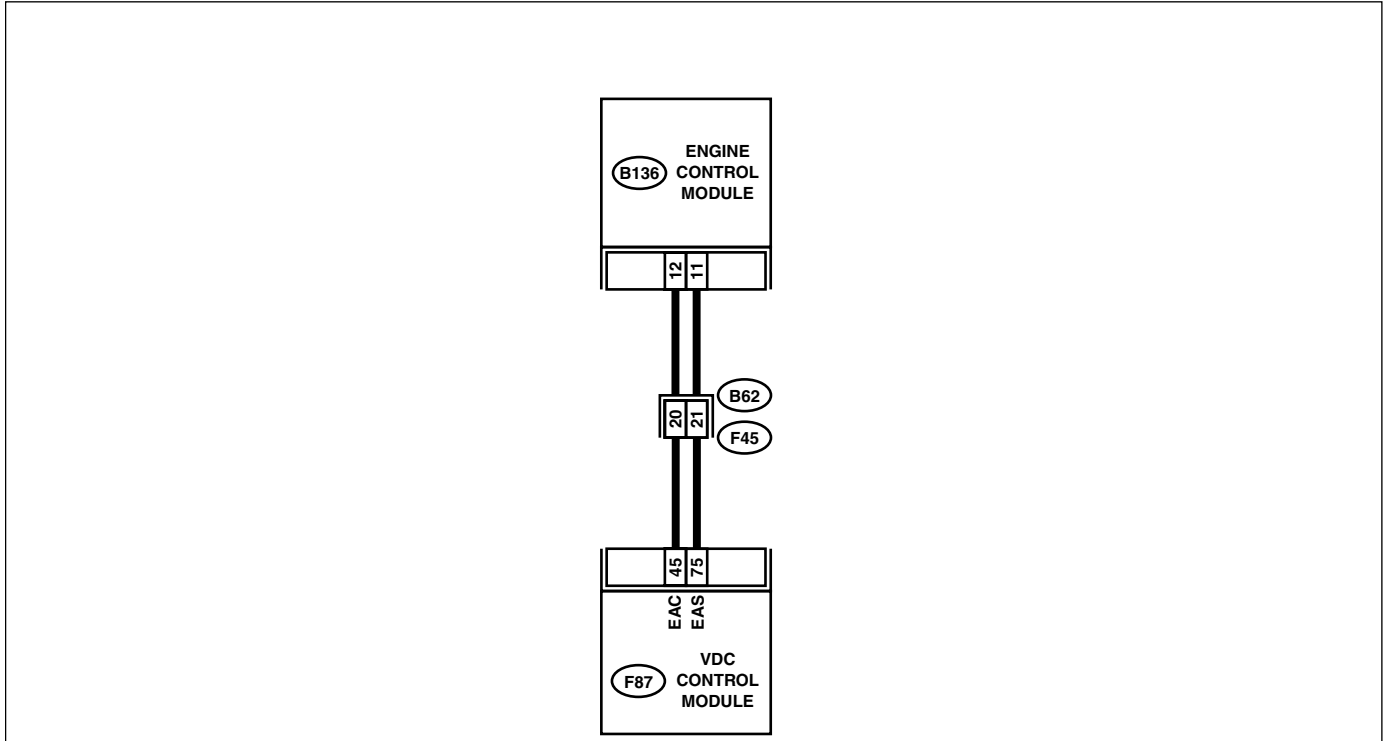 ENGINE
CONTROL
MODULE
B136
12
11
B62
20
21
F45
45
75
EAC
EAS
VDC
CONTROL
MODULE
F87